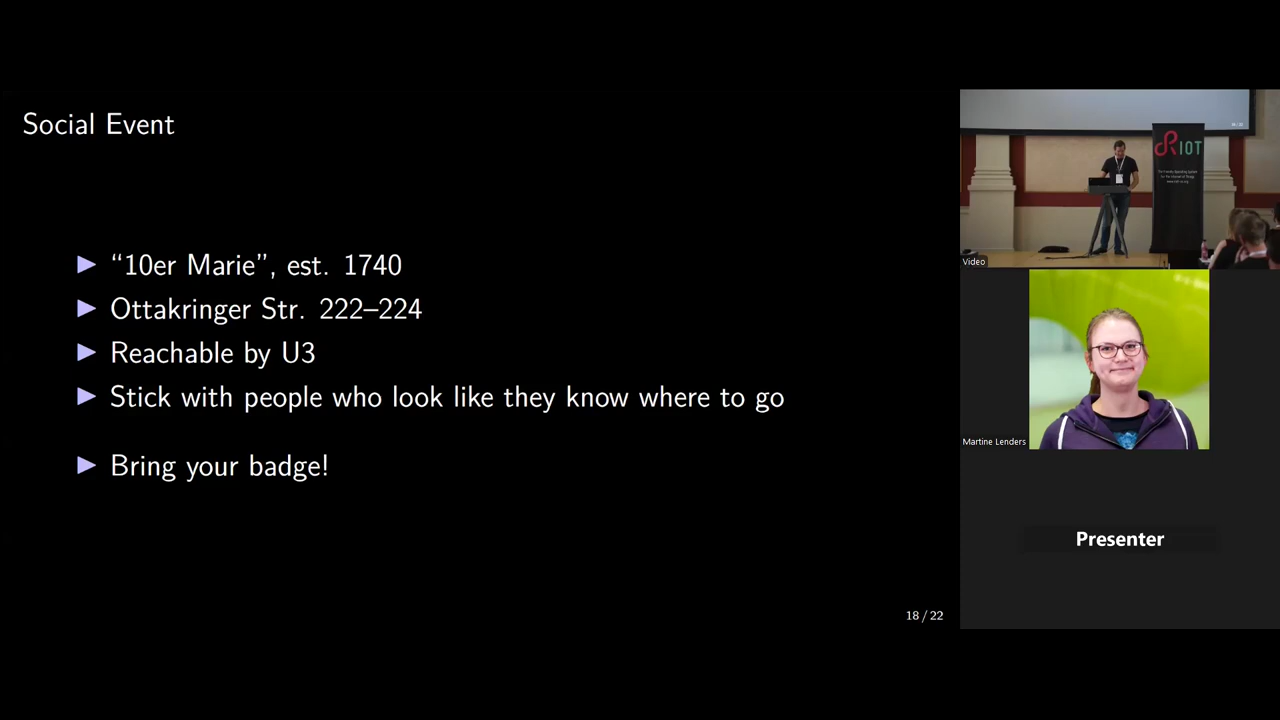 Social Event
▶ “10er Marie”, est. 1740
▶ Ottakringer Str. 222–224
▶ Reachable by U3
▶ Stick with people who look like they know where to go
▶ Bring your badge!
18 / 22
RIOT
Video
Martine Lenders
Presenter